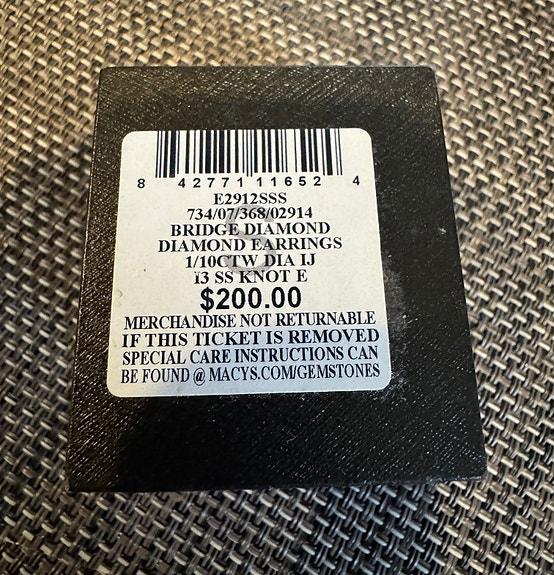 8 42771 11652 4
E2912SSS
734/07/368/02914
BRIDGE DIAMOND
DIAMOND EARRINGS
1/10CTW DIA IJ
I3 SS KNOT E
$200.00
MERCHANDISE NOT RETURNABLE
IF THIS TICKET IS REMOVED
SPECIAL CARE INSTRUCTIONS CAN
BE FOUND @ MACYS.COM/GEMSTONES